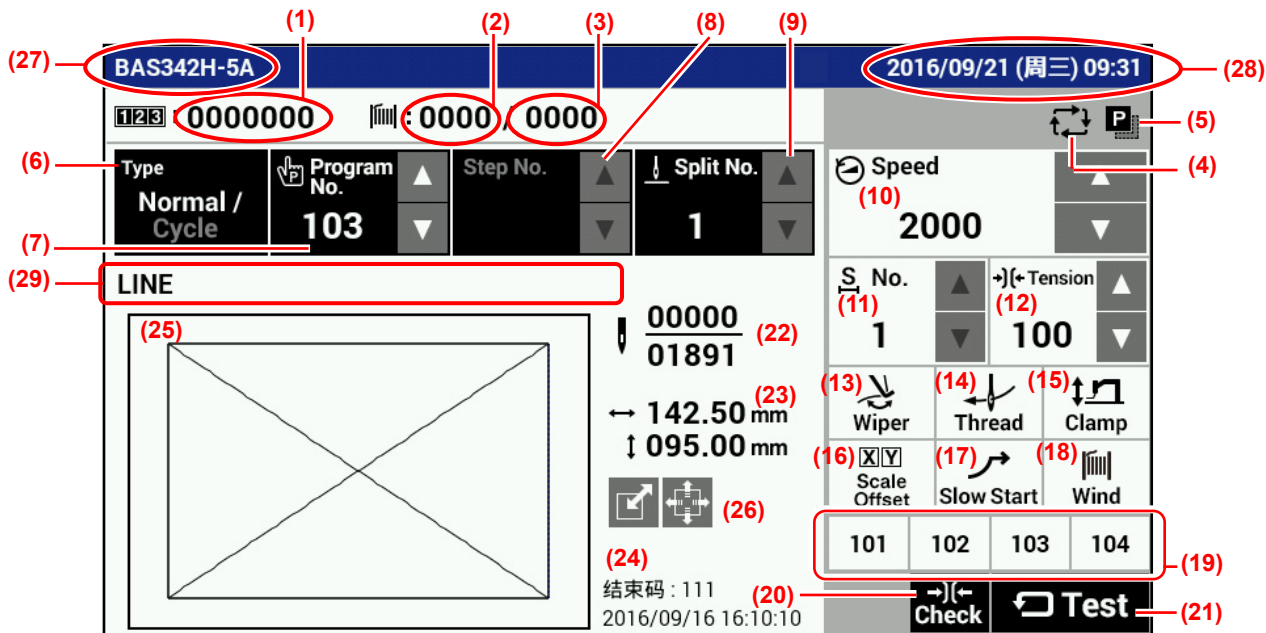 (1) (2) (3) (8) (9)
(27) BAS342H-5A 2016/09/21 (周三) 09:31 (28)
123 : 0000000 : 0000 / 0000 P (5)
(4)
(6) Type Program No. Step No. Split No. Speed
(10)
Normal / Cycle 103 1 2000
(7)
(29) LINE S No. Tension
(11) (12)
1 100
(25) 00000 (22)
01891
(13) Wiper (14) Thread (15) Clamp
(23)
↔ 142.50 mm
↕ 095.00 mm
(16) X Y Scale Offset (17) Slow Start (18) Wind
(26)
101 102 103 104 (19)
(24)
结束码 : 111
2016/09/16 16:10:10
(20) Check Test (21)